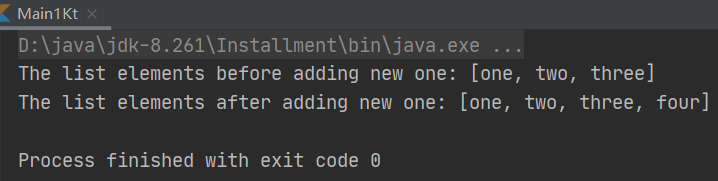 Main1Kt
D:\java\jdk-8.261\Installment\bin\java.exe ...
The list elements before adding new one: [one, two, three]
The list elements after adding new one: [one, two, three, four]
Process finished with exit code 0